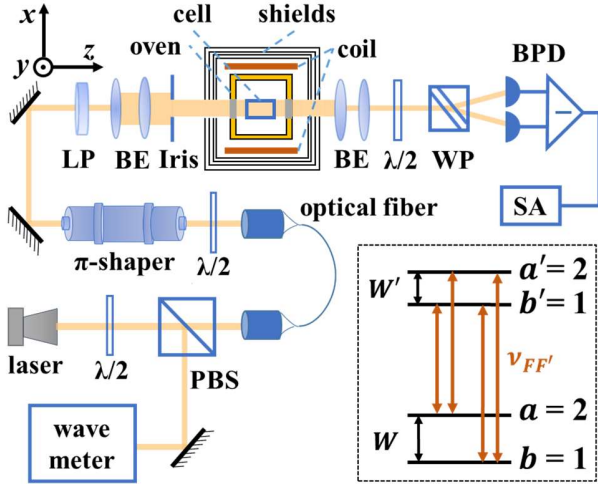 x
y
z
cell
shields
oven
coil
BPD
LP
BE
Iris
BE
λ/2
WP
SA
optical fiber
π-shaper
λ/2
laser
λ/2
PBS
wave
meter
W′
a′= 2
b′= 1
ν_FF′
W
a = 2
b = 1